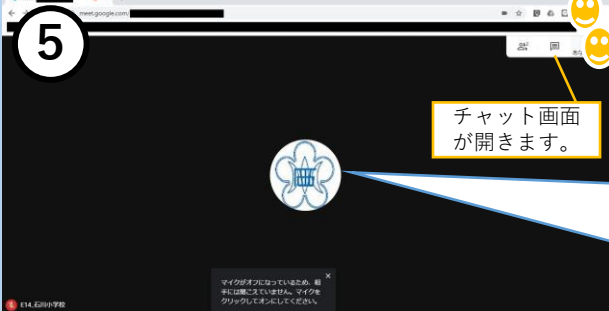 meet.google.com/
5
チャット画面
が開きます。
マイクがオフになっているため、相
手には聞こえていません。マイクを
クリックしてオンにしてください。
E14_石川小学校